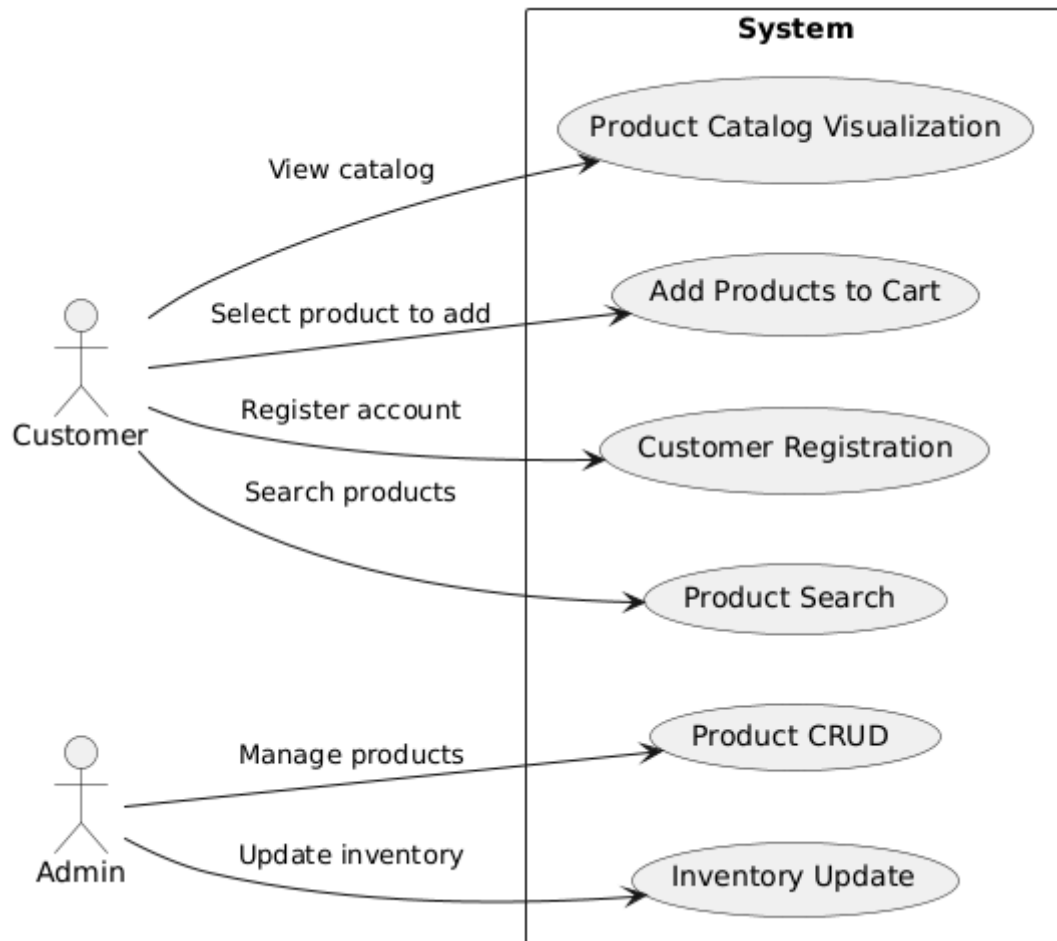 System
Product Catalog Visualization
View catalog
Add Products to Cart
Select product to add
Register account
Customer
Customer Registration
Search products
Product Search
Product CRUD
Manage products
Update inventory
Admin
Inventory Update